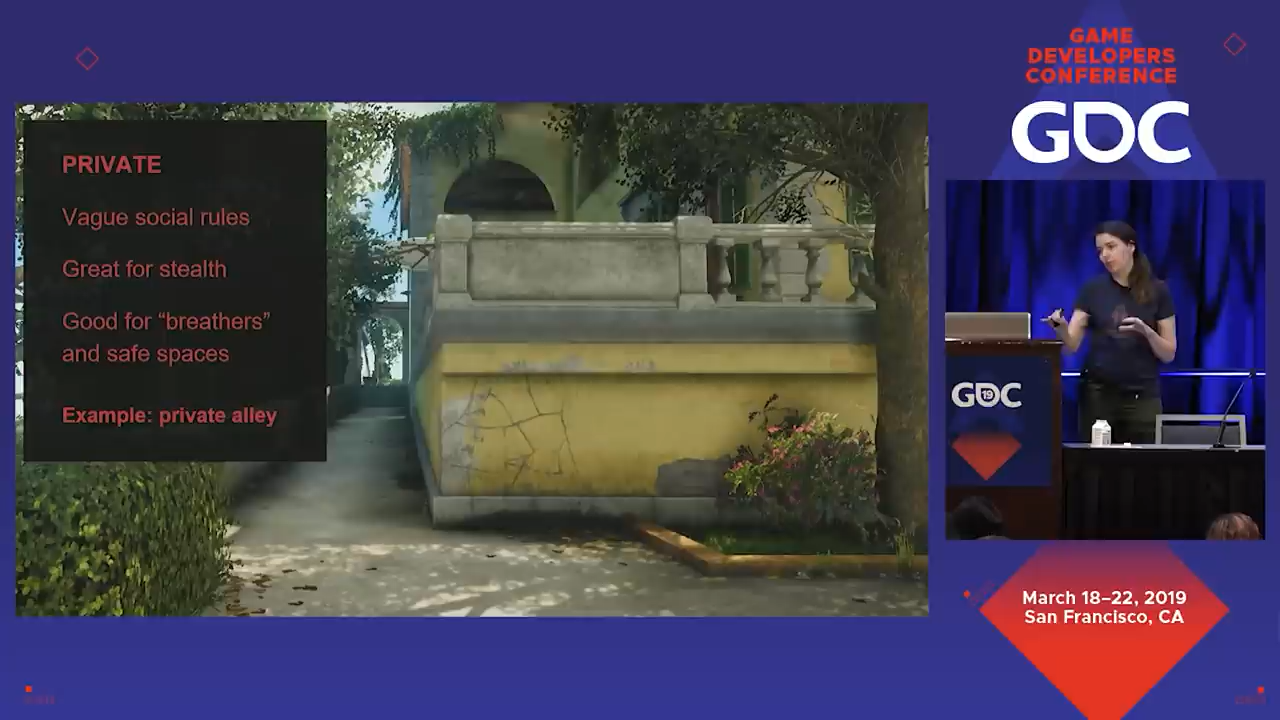 PRIVATE
Vague social rules
Great for stealth
Good for “breathers”
and safe spaces
Example: private alley
GAME
DEVELOPERS
CONFERENCE
GDC
GDC
19
March 18–22, 2019
San Francisco, CA